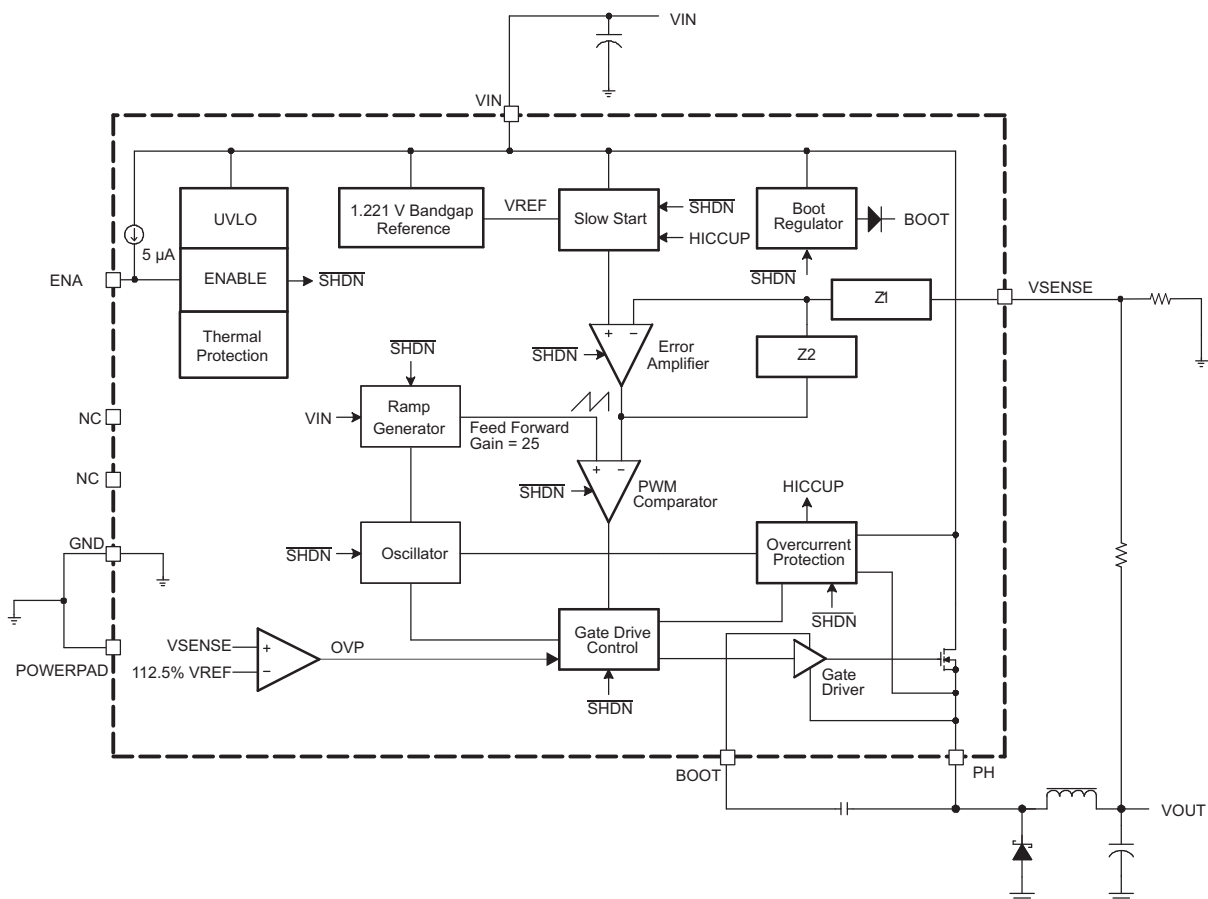 VIN
VIN
UVLO
1.221 V Bandgap
Reference
VREF
Slow Start
SHDN
HICCUP
Boot
Regulator
BOOT
5 µA
ENA
ENABLE
SHDN
SHDN
Z1
VSENSE
Thermal
Protection
SHDN
SHDN
+
−
Error
Amplifier
Z2
NC
VIN
Ramp
Generator
Feed Forward
Gain = 25
NC
SHDN
+
−
PWM
Comparator
HICCUP
GND
SHDN
Oscillator
Overcurrent
Protection
SHDN
POWERPAD
VSENSE
112.5% VREF
+
−
OVP
Gate Drive
Control
SHDN
Gate
Driver
BOOT
PH
VOUT